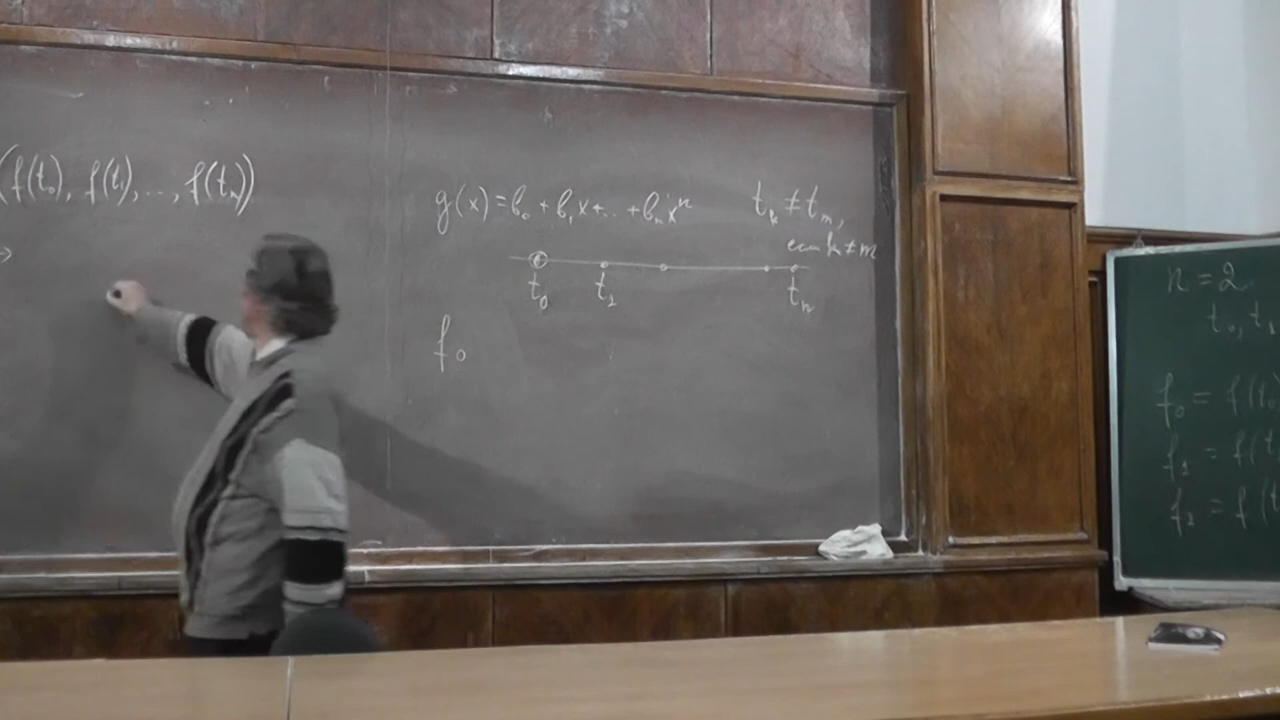 (f(t₀), f(t₁), ..., f(tₙ))
⇒
g(x) = b₀ + b₁x + ... + bₙxⁿ
tₖ ≠ tₘ,
если k ≠ m
t₀ t₁ tₙ
f₀
n = 2
t₀, t₁
f₀ = f(t₀)
f₁ = f(t
f₂ = f(t